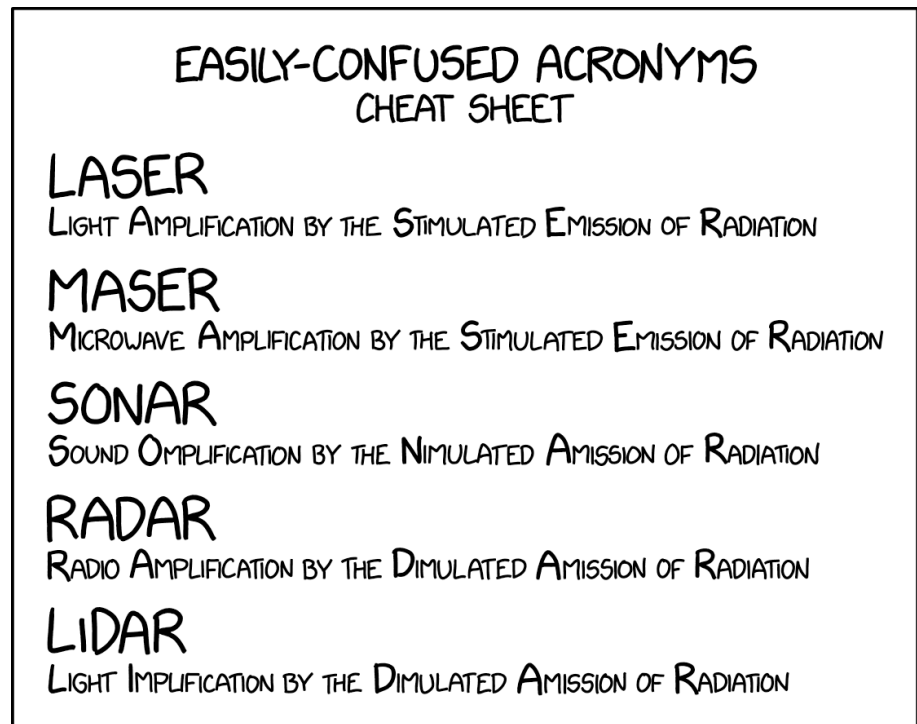 EASILY-CONFUSED ACRONYMS
CHEAT SHEET
LASER
LIGHT AMPLIFICATION BY THE STIMULATED EMISSION OF RADIATION
MASER
MICROWAVE AMPLIFICATION BY THE STIMULATED EMISSION OF RADIATION
SONAR
SOUND OMPLIFICATION BY THE NIMULATED AMISSION OF RADIATION
RADAR
RADIO AMPLIFICATION BY THE DIMULATED AMISSION OF RADIATION
LiDAR
LIGHT IMPLIFICATION BY THE DIMULATED AMISSION OF RADIATION